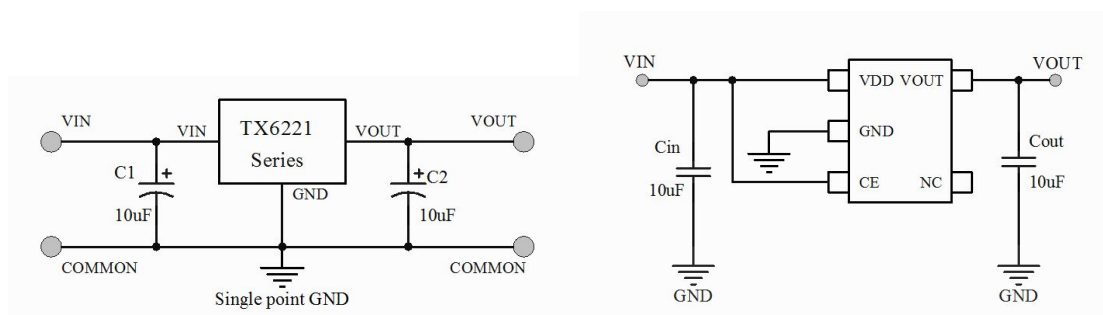 VIN
VIN
TX6221
Series
VOUT
VOUT
C1
+
10uF
GND
+
C2
10uF
COMMON
COMMON
Single point GND
VIN
VDD
VOUT
VOUT
GND
Cin
10uF
CE
NC
Cout
10uF
GND
GND